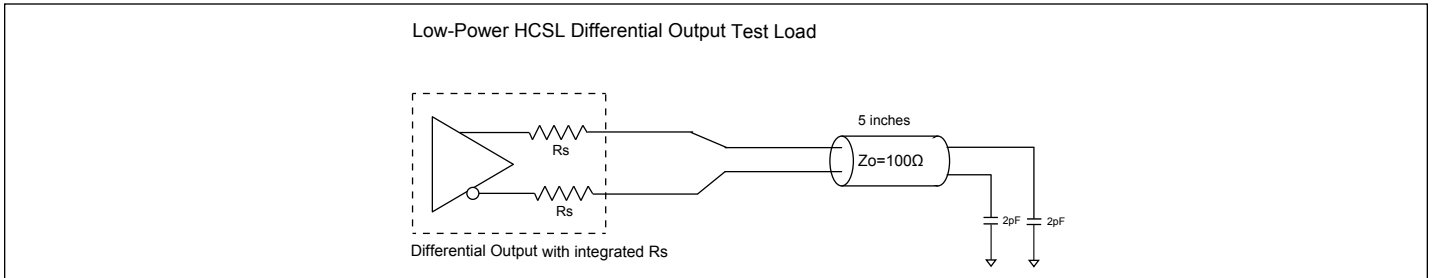 Low-Power HCSL Differential Output Test Load
5 inches
Rs
Zo=100Ω
Rs
2pF
2pF
Differential Output with integrated Rs